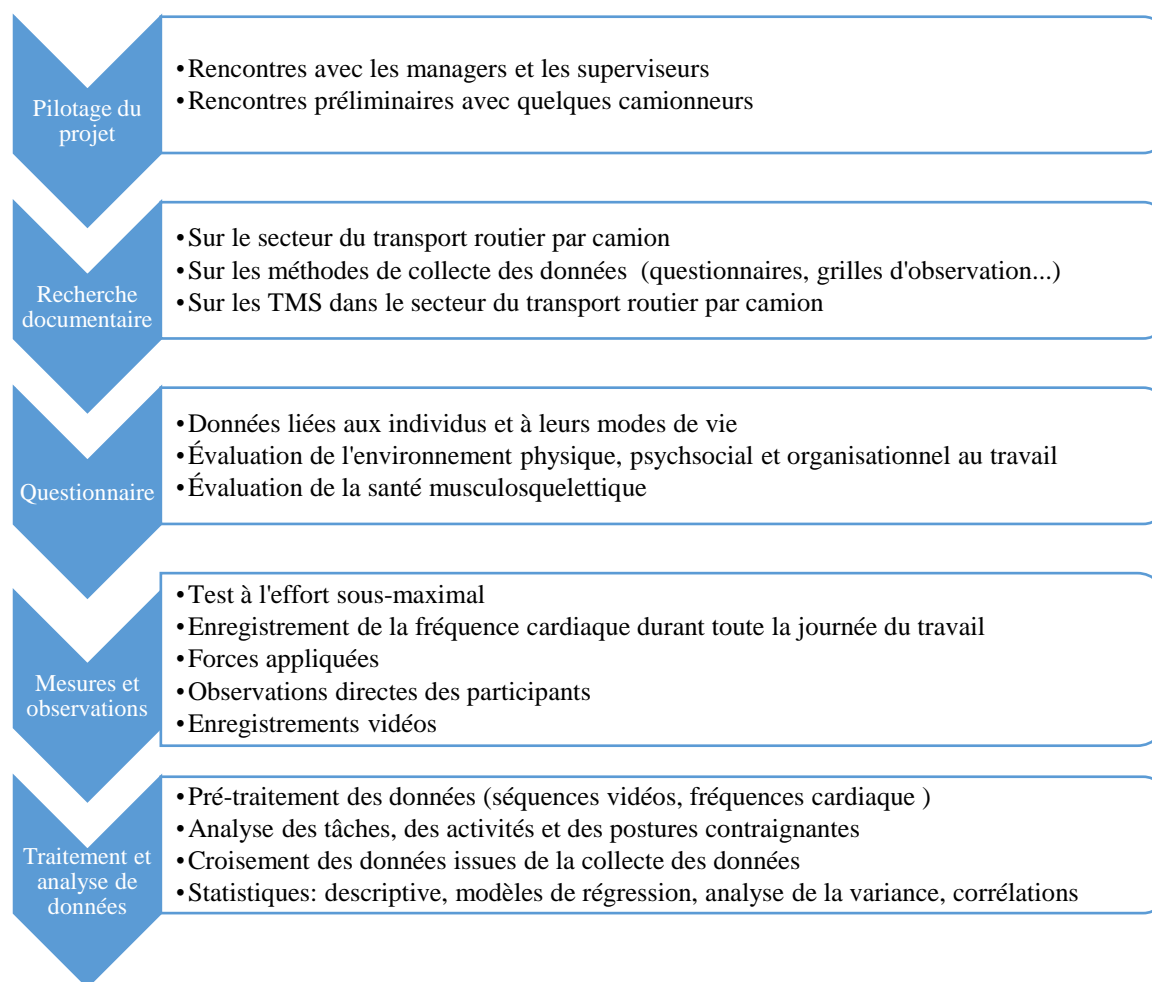 Pilotage du
projet
•Rencontres avec les managers et les superviseurs
•Rencontres préliminaires avec quelques camionneurs
Recherche
documentaire
•Sur le secteur du transport routier par camion
•Sur les méthodes de collecte des données (questionnaires, grilles d'observation...)
•Sur les TMS dans le secteur du transport routier par camion
Questionnaire
•Données liées aux individus et à leurs modes de vie
•Évaluation de l'environnement physique, psychsocial et organisationnel au travail
•Évaluation de la santé musculosquelettique
Mesures et
observations
•Test à l'effort sous-maximal
•Enregistrement de la fréquence cardiaque durant toute la journée du travail
•Forces appliquées
•Observations directes des participants
•Enregistrements vidéos
Traitement et
analyse de
données
•Pré-traitement des données (séquences vidéos, fréquences cardiaque )
•Analyse des tâches, des activités et des postures contraignantes
•Croisement des données issues de la collecte des données
•Statistiques: descriptive, modèles de régression, analyse de la variance, corrélations